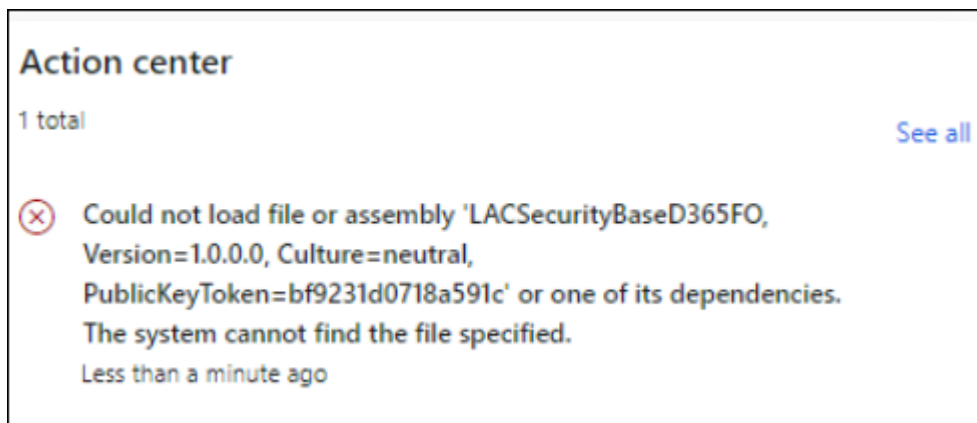 Action center
1 total
See all
Could not load file or assembly 'LACSecurityBaseD365FO,
Version=1.0.0.0, Culture=neutral,
PublicKeyToken=bf9231d0718a591c' or one of its dependencies.
The system cannot find the file specified.
Less than a minute ago